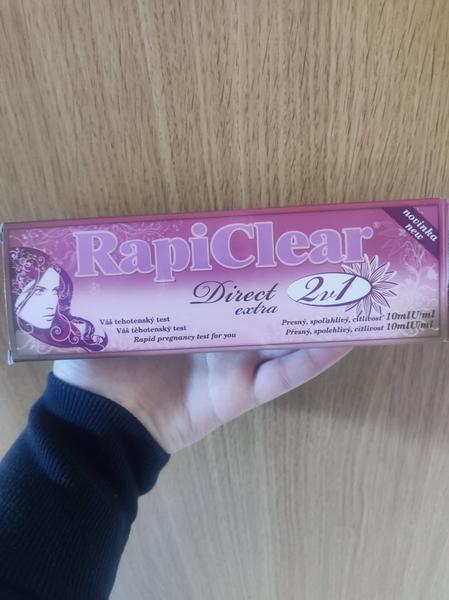 novinka
new
RapiClear
Direct
extra
2v1
Váš tehotenský test
Váš těhotenský test
Rapid pregnancy test for you
Presný, spoľahlivý, citlivosť 10mIU/ml
Přesný, spolehlivý, citlivost 10mIU/ml